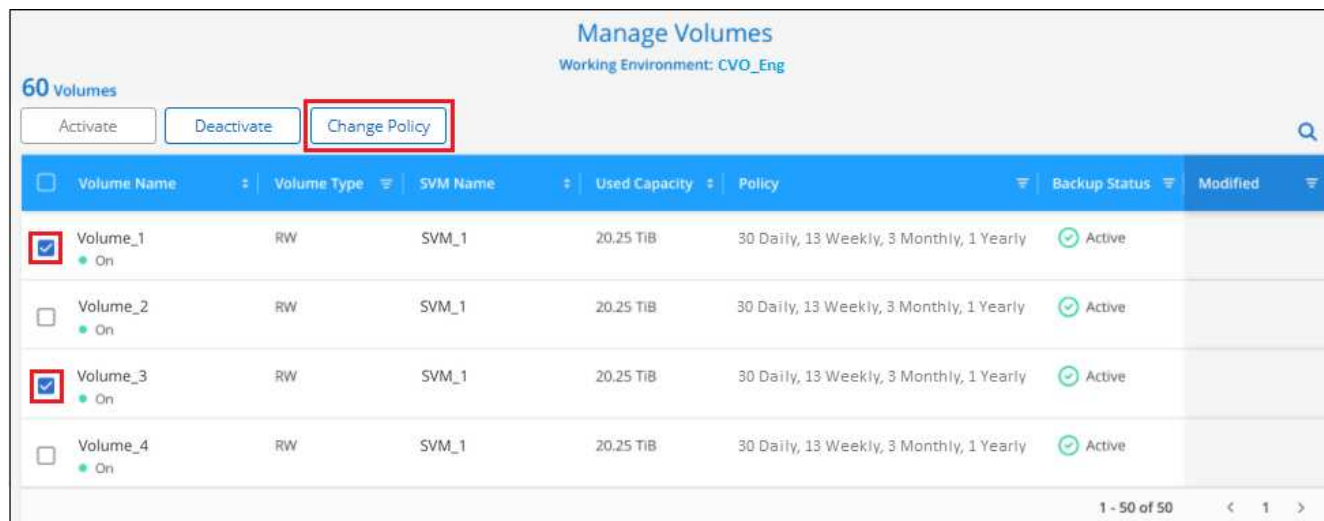 Manage Volumes
Working Environment: CVO_Eng
60 Volumes
Activate Deactivate Change Policy
Volume Name Volume Type SVM Name Used Capacity Policy Backup Status Modified
Volume_1 RW SVM_1 20.25 TiB 30 Daily, 13 Weekly, 3 Monthly, 1 Yearly Active
On
Volume_2 RW SVM_1 20.25 TiB 30 Daily, 13 Weekly, 3 Monthly, 1 Yearly Active
On
Volume_3 RW SVM_1 20.25 TiB 30 Daily, 13 Weekly, 3 Monthly, 1 Yearly Active
On
Volume_4 RW SVM_1 20.25 TiB 30 Daily, 13 Weekly, 3 Monthly, 1 Yearly Active
On
1 - 50 of 50 < 1 >